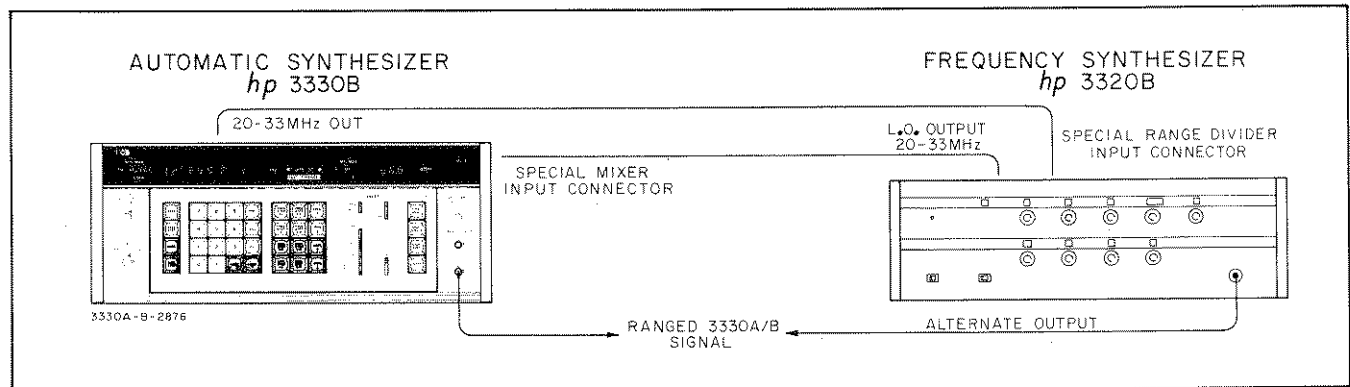 AUTOMATIC SYNTHESIZER
hp 3330B
FREQUENCY SYNTHESIZER
hp 3320B
20-33MHz OUT
L.O. OUTPUT
20-33MHz
SPECIAL RANGE DIVIDER
INPUT CONNECTOR
SPECIAL MIXER
INPUT CONNECTOR
3330A-B-2876
RANGED 3330A/B
SIGNAL
ALTERNATE OUTPUT